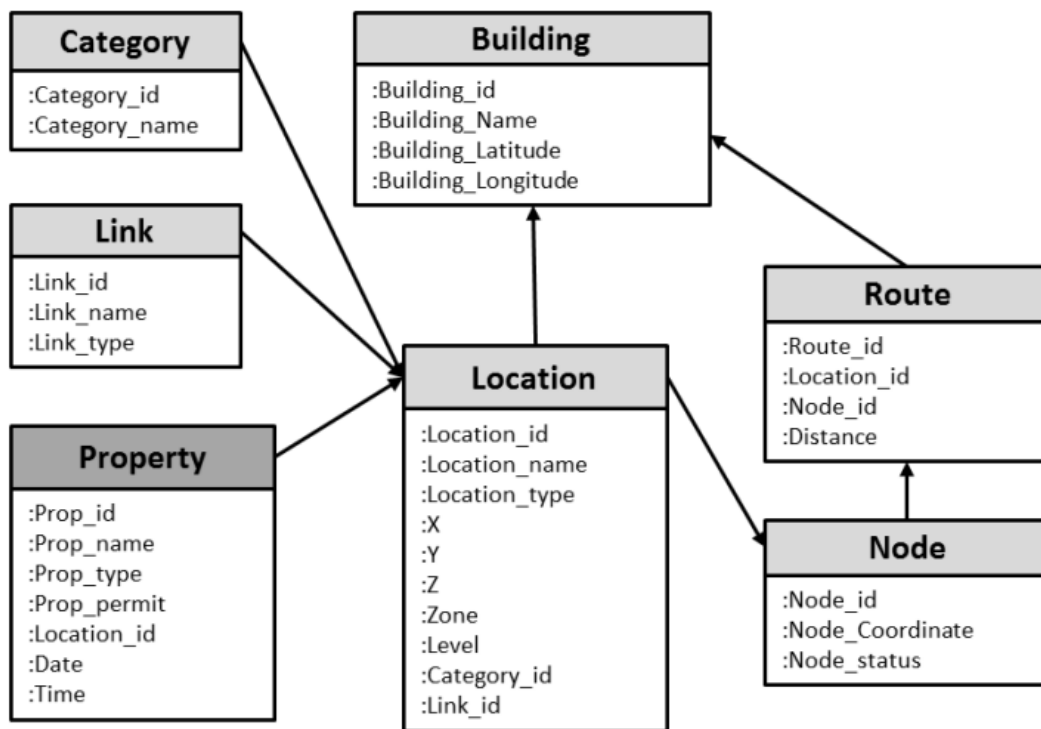 Category
:Category_id
:Category_name
Building
:Building_id
:Building_Name
:Building_Latitude
:Building_Longitude
Link
:Link_id
:Link_name
:Link_type
Route
:Route_id
:Location_id
:Node_id
:Distance
Location
:Location_id
:Location_name
:Location_type
:X
:Y
:Z
:Zone
:Level
:Category_id
:Link_id
Property
:Prop_id
:Prop_name
:Prop_type
:Prop_permit
:Location_id
:Date
:Time
Node
:Node_id
:Node_Coordinate
:Node_status